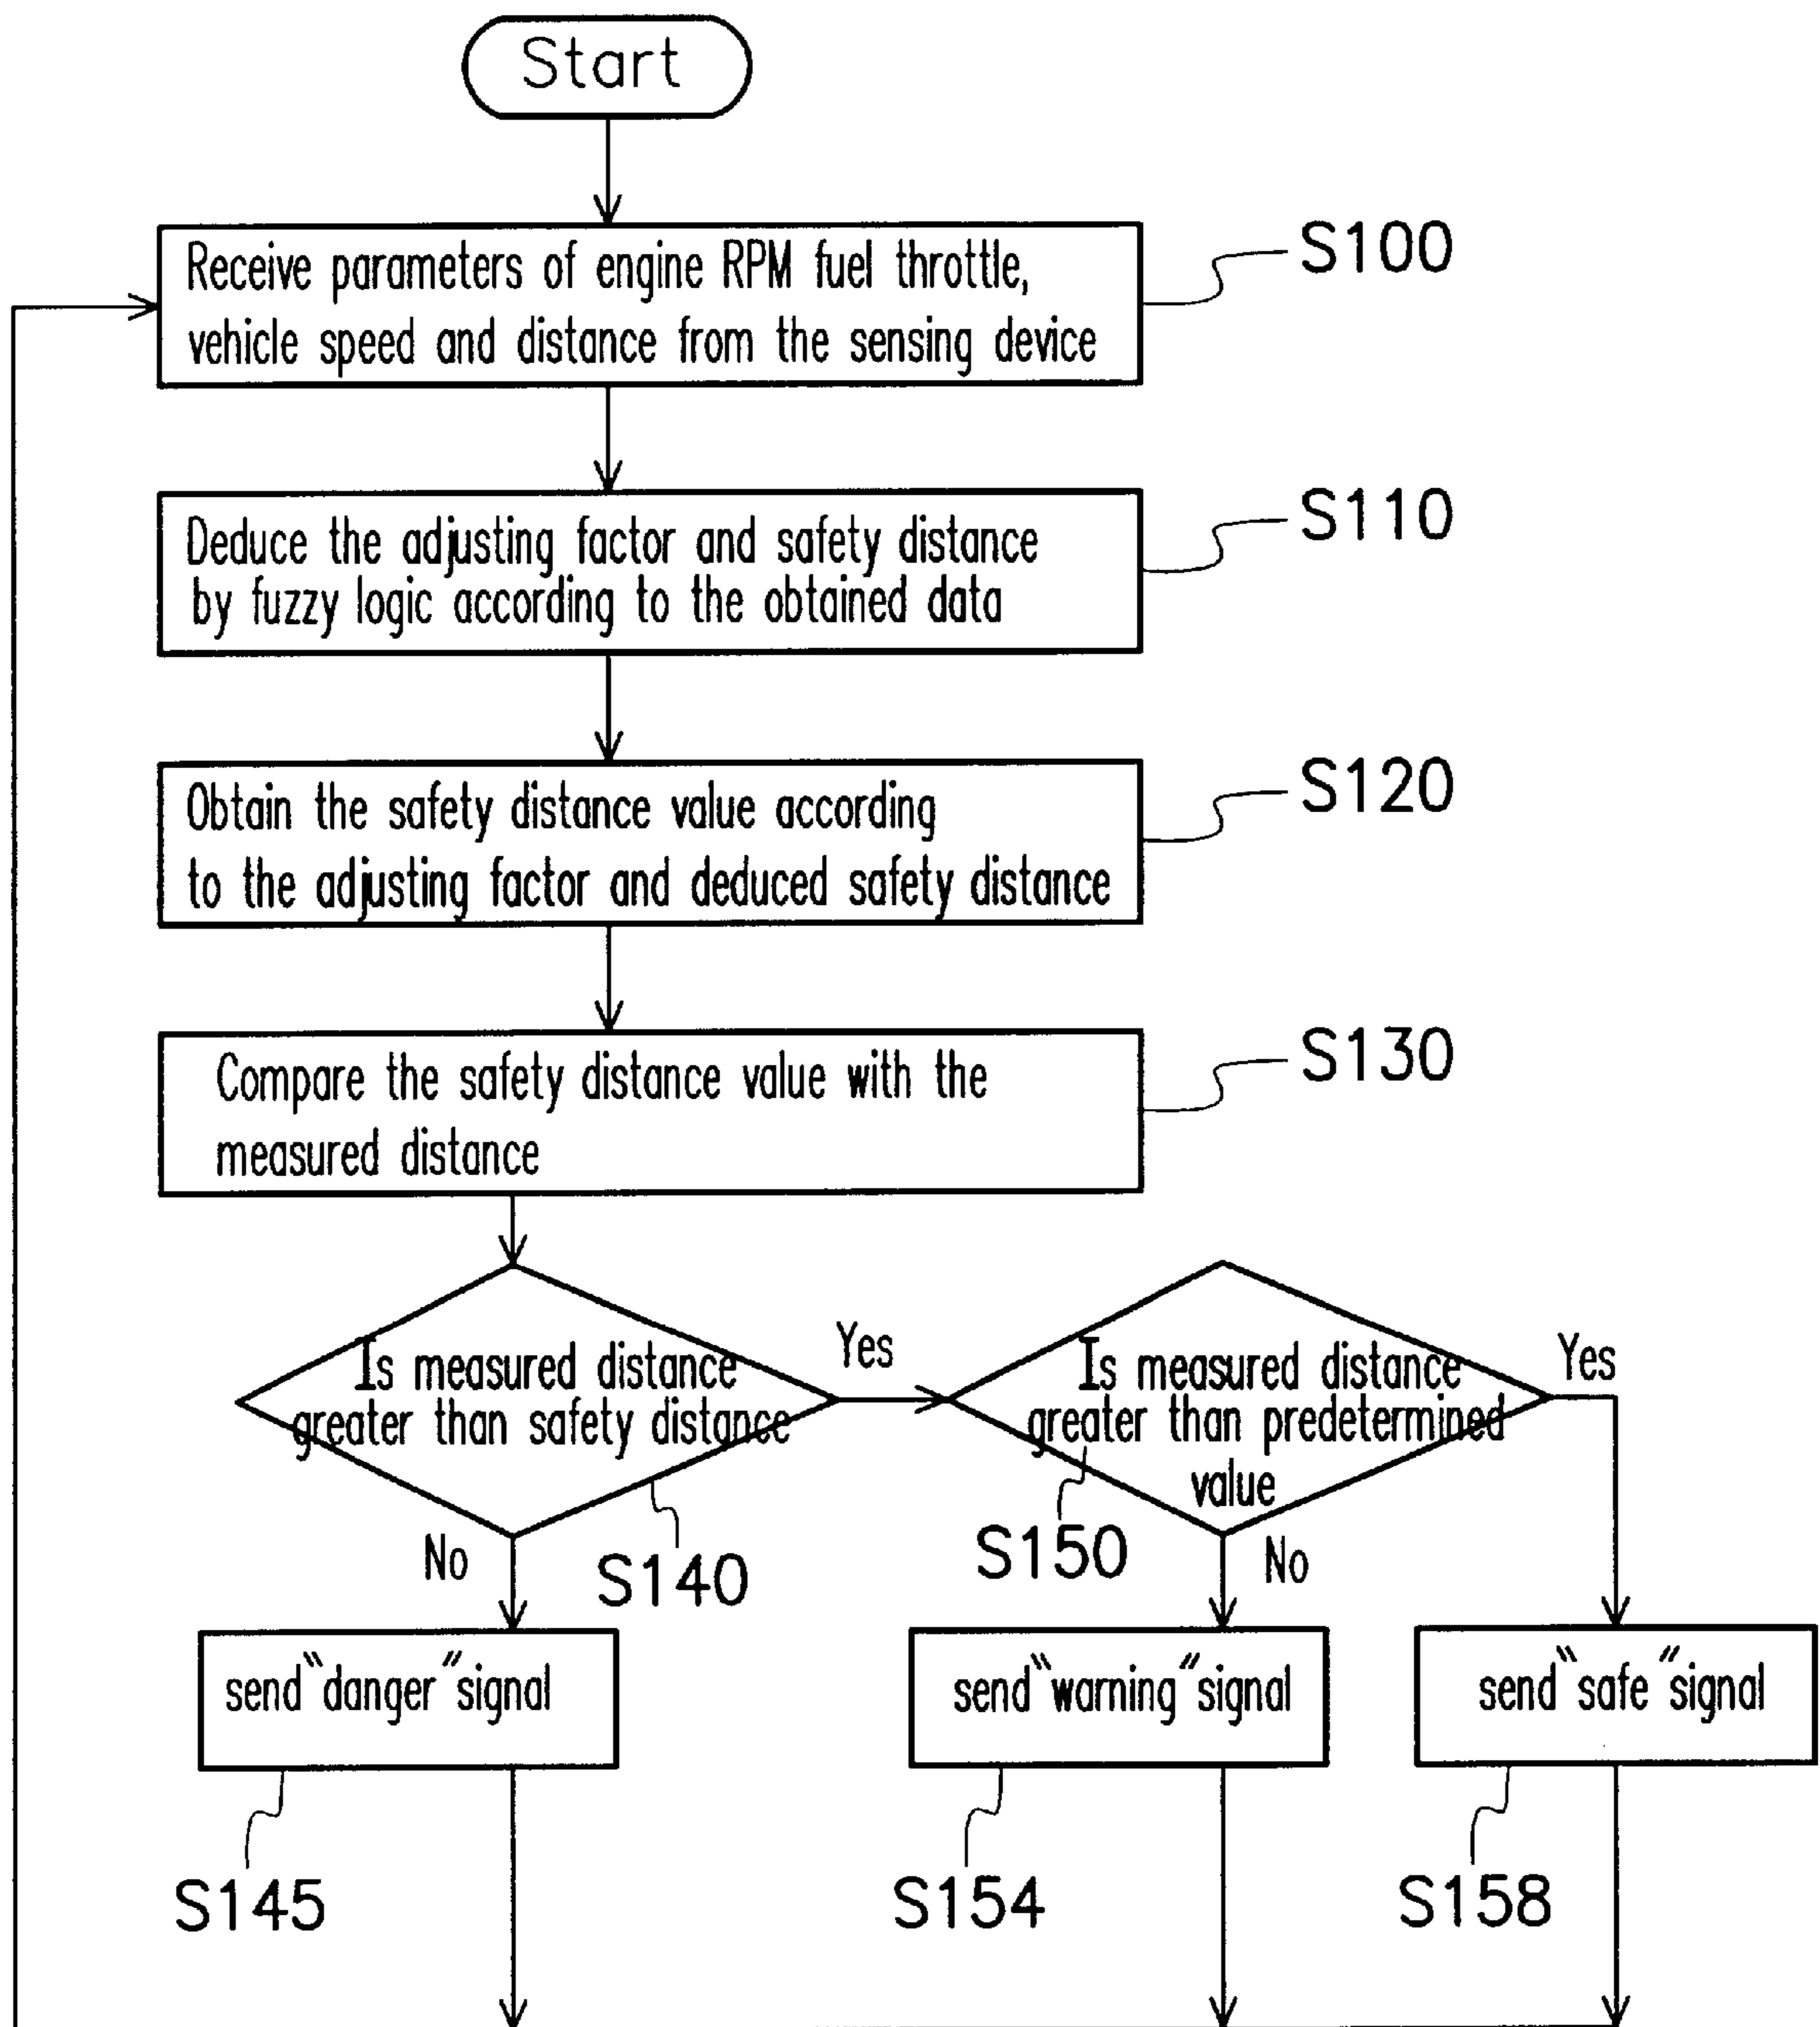 Start
Receive parameters of engine RPM fuel throttle,
vehicle speed and distance from the sensing device
S100
Deduce the adjusting factor and safety distance
by fuzzy logic according to the obtained data
S110
Obtain the safety distance value according
to the adjusting factor and deduced safety distance
S120
Compare the safety distance value with the
measured distance
S130
Is measured distance
greater than safety distance
Yes
Is measured distance
greater than predetermined
value
Yes
No
S140
S150
No
send "danger" signal
send "warning" signal
send "safe" signal
S145
S154
S158